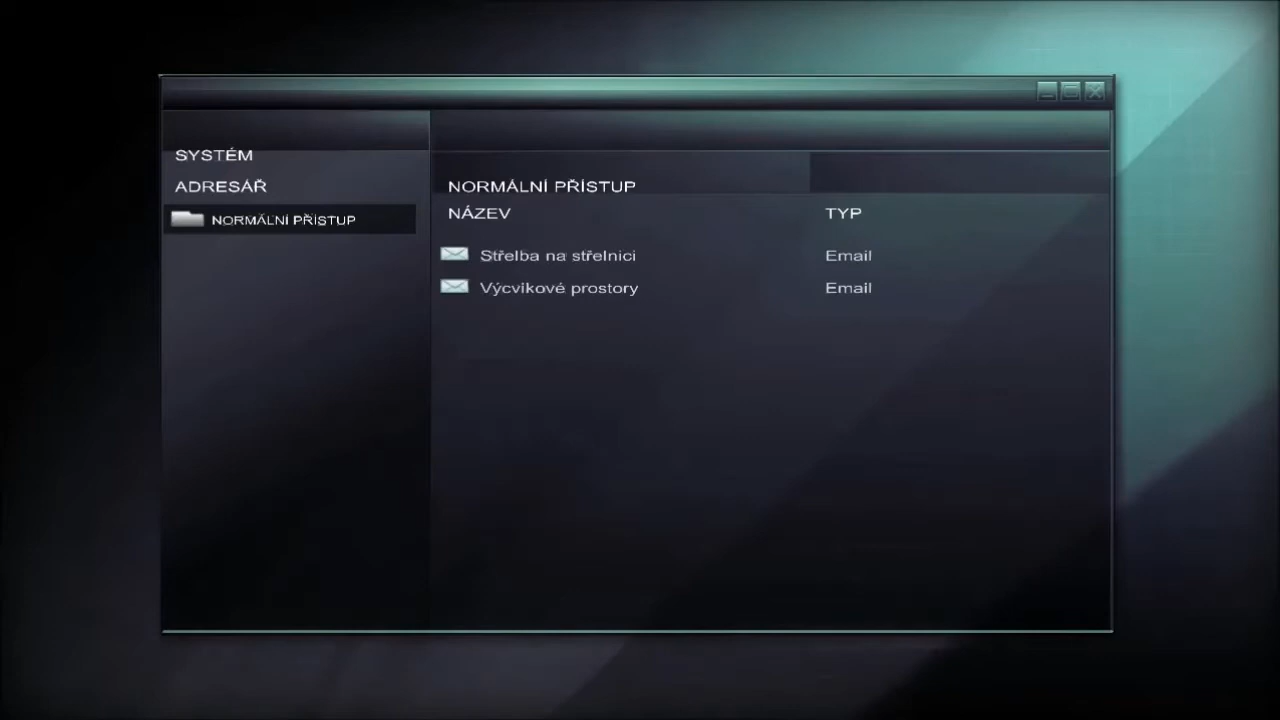 SYSTÉM
ADRESÁŘ
NORMÁLNÍ PŘÍSTUP
NORMÁLNÍ PŘÍSTUP
NÁZEV TYP
Střelba na střelnici Email
Výcvikové prostory Email